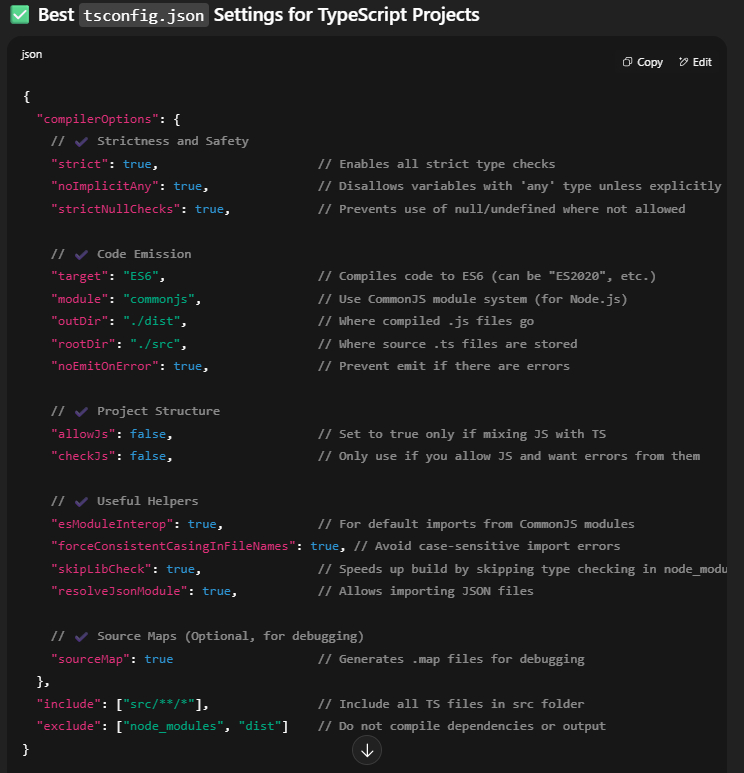 ✅ Best tsconfig.json Settings for TypeScript Projects
json
Copy Edit
{
"compilerOptions": {
// ✔ Strictness and Safety
"strict": true, // Enables all strict type checks
"noImplicitAny": true, // Disallows variables with 'any' type unless explicitly
"strictNullChecks": true, // Prevents use of null/undefined where not allowed
// ✔ Code Emission
"target": "ES6", // Compiles code to ES6 (can be "ES2020", etc.)
"module": "commonjs", // Use CommonJS module system (for Node.js)
"outDir": "./dist", // Where compiled .js files go
"rootDir": "./src", // Where source .ts files are stored
"noEmitOnError": true, // Prevent emit if there are errors
// ✔ Project Structure
"allowJs": false, // Set to true only if mixing JS with TS
"checkJs": false, // Only use if you allow JS and want errors from them
// ✔ Useful Helpers
"esModuleInterop": true, // For default imports from CommonJS modules
"forceConsistentCasingInFileNames": true, // Avoid case-sensitive import errors
"skipLibCheck": true, // Speeds up build by skipping type checking in node_modu
"resolveJsonModule": true, // Allows importing JSON files
// ✔ Source Maps (Optional, for debugging)
"sourceMap": true // Generates .map files for debugging
},
"include": ["src/**/*"], // Include all TS files in src folder
"exclude": ["node_modules", "dist"] // Do not compile dependencies or output
}